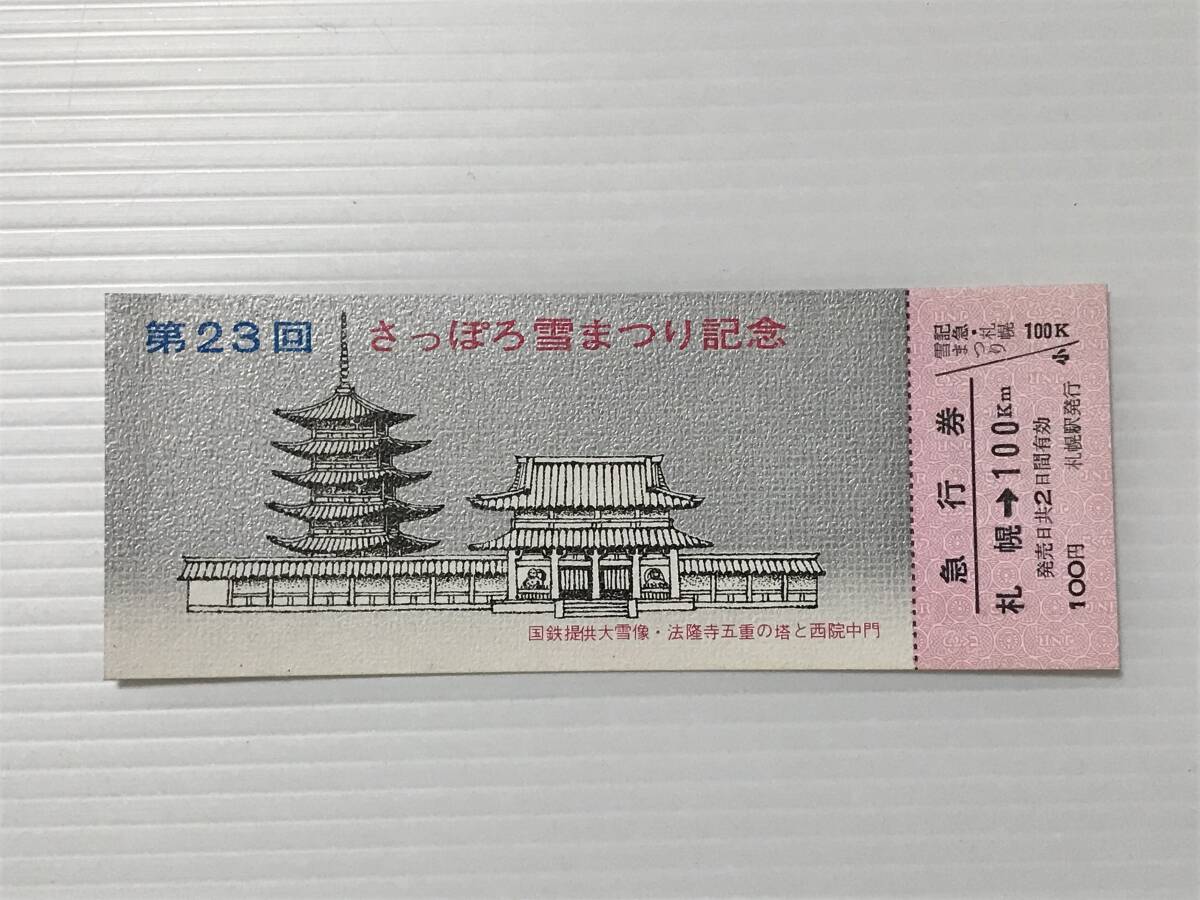 第23回 さっぽろ雪まつり記念
国鉄提供大雪像・法隆寺五重の塔と西院中門
記急・札幌
雪まつり
100K
小
急行券
札幌→100Km
発売日共2日間有効
100円 札幌駅発行